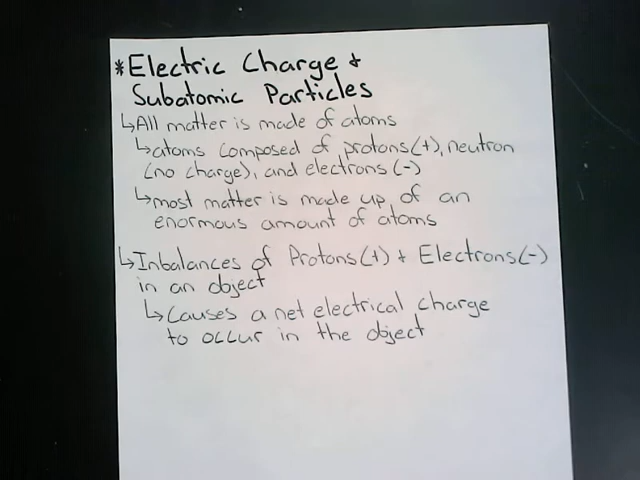 *Electric Charge &
Subatomic Particles
↳All matter is made of atoms
↳atoms composed of protons(+), neutron
(no charge), and electrons(-)
↳most matter is made up of an
enormous amount of atoms
↳Inbalances of Protons(+) + Electrons(-)
in an object
↳Causes a net electrical charge
to occur in the object